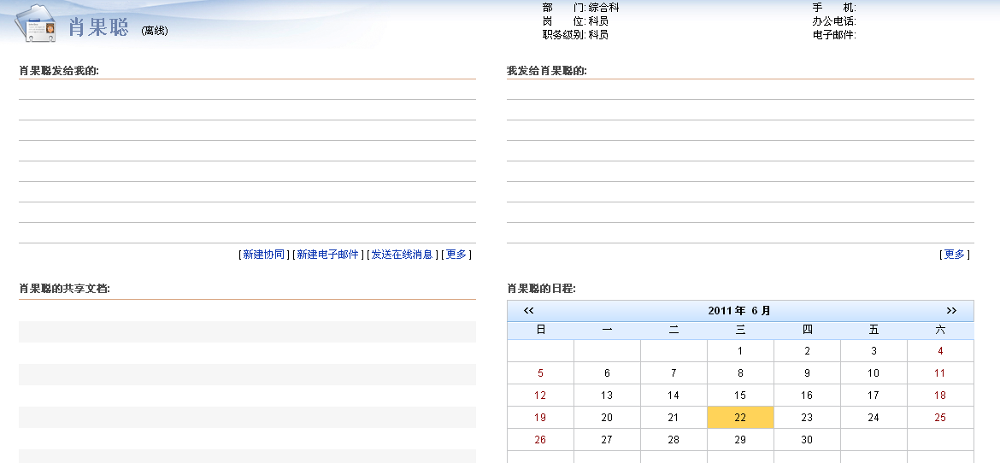 肖果聪 (离线)
部 门: 综合科
岗 位: 科员
职务级别: 科员
手 机:
办公电话:
电子邮件:
肖果聪发给我的:
[ 新建协同 ] [ 新建电子邮件 ] [ 发送在线消息 ] [ 更多 ]
我发给肖果聪的:
[ 更多 ]
肖果聪的共享文档:
肖果聪的日程:
<< 2011 年 6 月 >>
日 一 二 三 四 五 六
1 2 3 4
5 6 7 8 9 10 11
12 13 14 15 16 17 18
19 20 21 22 23 24 25
26 27 28 29 30